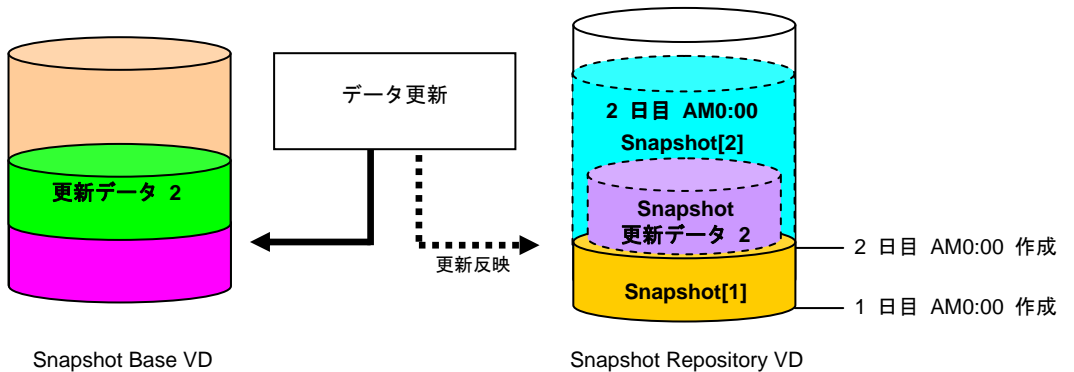 データ更新
2 日目 AM0:00
Snapshot[2]
更新データ 2
Snapshot
更新データ 2
更新反映
2 日目 AM0:00 作成
Snapshot[1]
1 日目 AM0:00 作成
Snapshot Base VD
Snapshot Repository VD